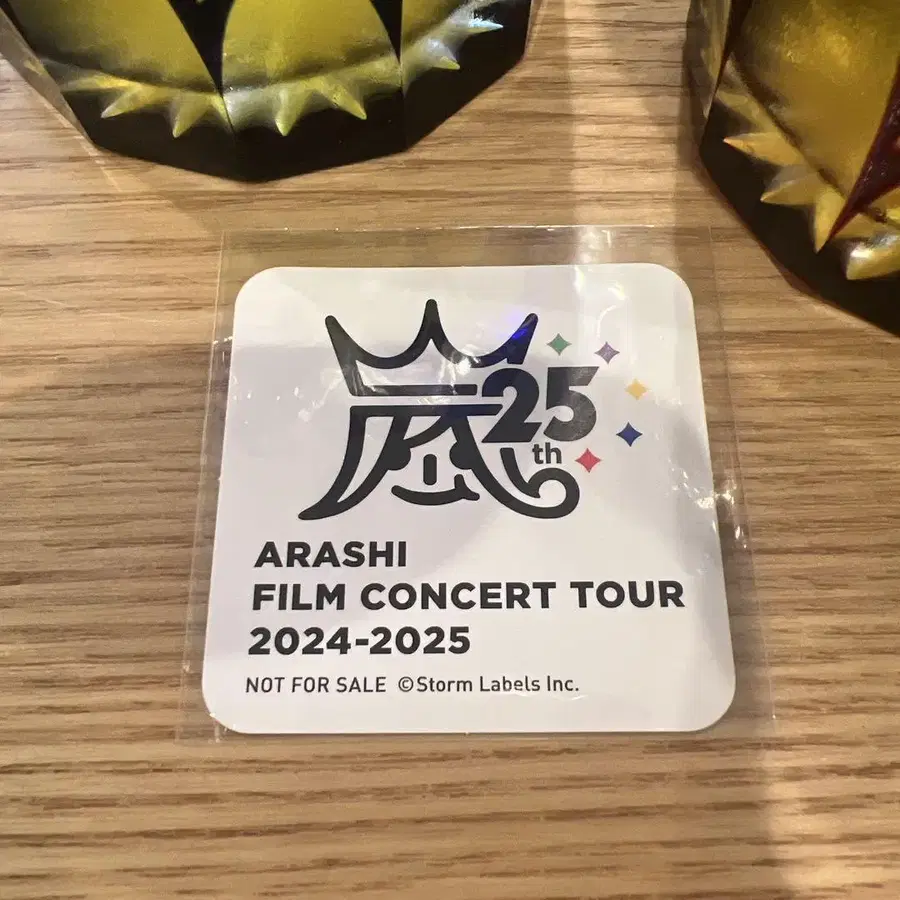 嵐 25
th
ARASHI
FILM CONCERT TOUR
2024-2025
NOT FOR SALE ©Storm Labels Inc.